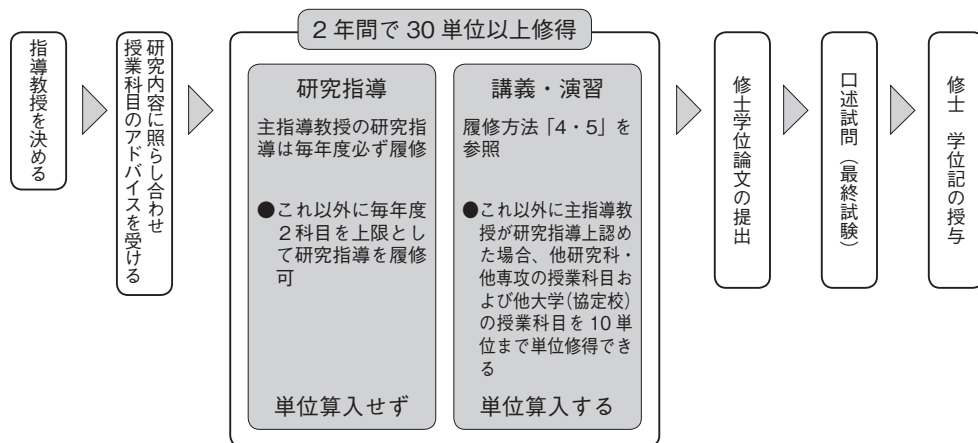 指導教授を決める
研究内容に照らし合わせ
授業科目のアドバイスを受ける
2年間で30単位以上修得
研究指導
主指導教授の研究指
導は毎年度必ず履修
●これ以外に毎年度
2科目を上限とし
て研究指導を履修
可
単位算入せず
講義・演習
履修方法「4・5」を
参照
●これ以外に主指導教
授が研究指導上認め
た場合、他研究科・
他専攻の授業科目お
よび他大学(協定校)
の授業科目を10単
位まで単位修得でき
る
単位算入する
修士学位論文の提出
口述試問（最終試験）
修士 学位記の授与